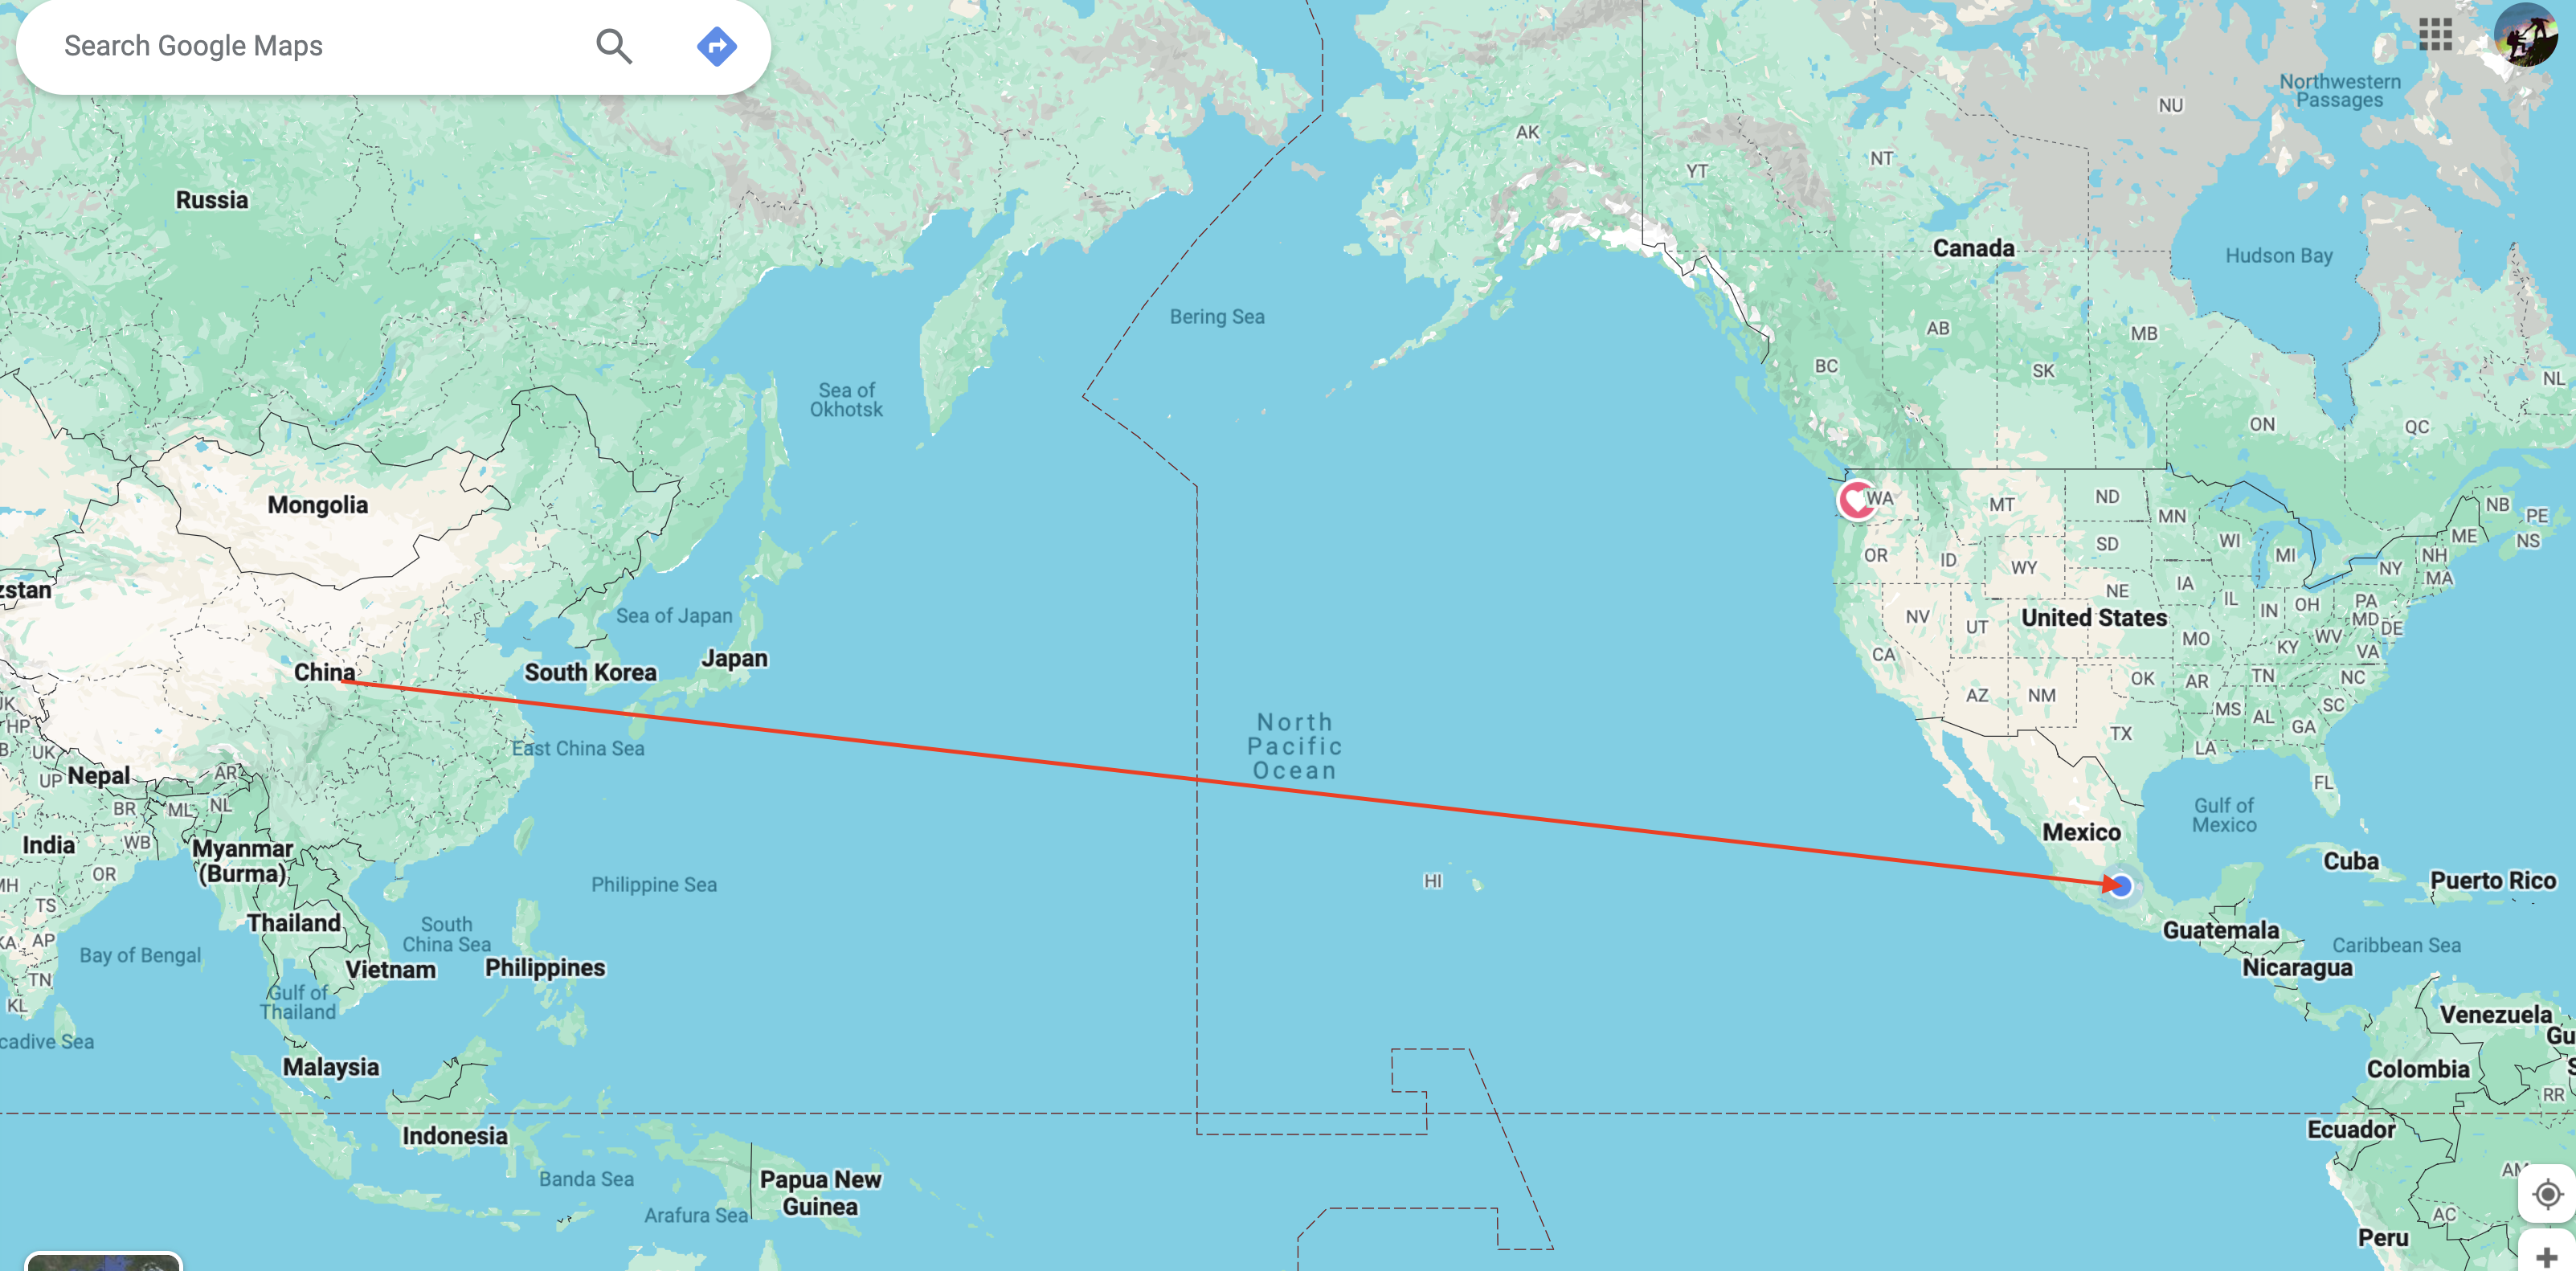 Search Google Maps
Northwestern
Passages
NU
AK
NT
YT
Russia
Canada
Hudson Bay
Bering Sea
AB
MB
BC
SK
NL
Sea of
Okhotsk
ON
QC
Mongolia
WA
MT
ND
MN
NB
PE
ME
NS
OR
ID
SD
WI
MI
NH
WY
NY
MA
zstan
NE
IA
IL
IN
OH
PA
MD
DE
Sea of Japan
NV
UT
United States
MO
KY
WV
VA
CA
China
South Korea
Japan
OK
AR
TN
NC
AZ
NM
MS
AL
SC
GA
UK
HP
North
Pacific
Ocean
TX
LA
East China Sea
UK
UP
Nepal
AR
FL
BR
ML
NL
Gulf of
Mexico
India
WB
Myanmar
(Burma)
Mexico
Cuba
Puerto Rico
MH
OR
Philippine Sea
HI
TS
Thailand
South
China Sea
Guatemala
KA
AP
Bay of Bengal
Caribbean Sea
Vietnam
Philippines
Nicaragua
TN
KL
Gulf of
Thailand
Venezuela
Gu
cadive Sea
Malaysia
Colombia
RR
Indonesia
Ecuador
Banda Sea
Papua New
Guinea
AM
Arafura Sea
AC
Peru